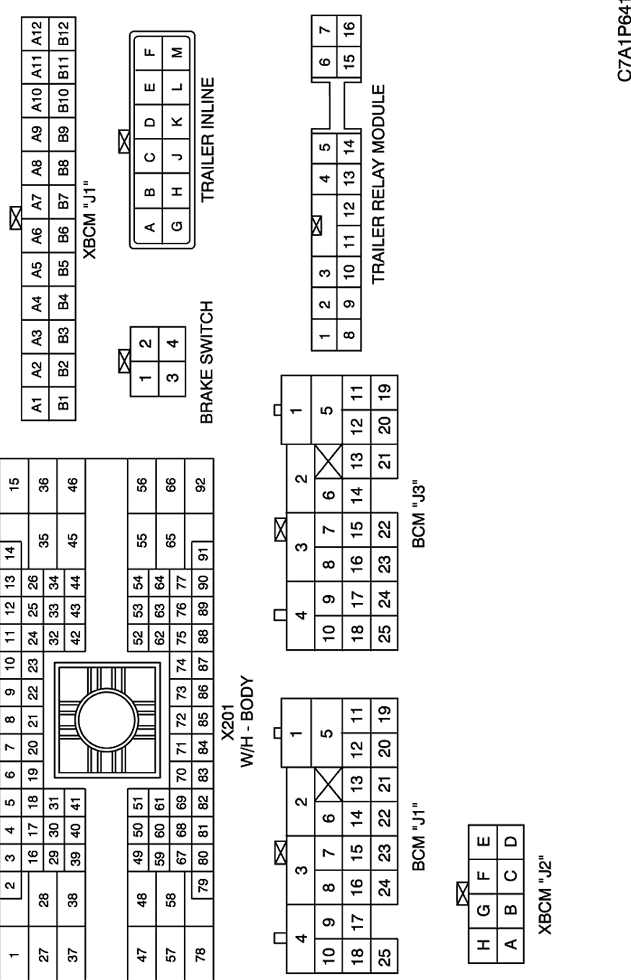 1 2 3 4 5 6 7 8 9 10 11 12 13 14 15
16 17 18 19 20 21 22 23 24 25 26
27 28 35 36
29 30 31 32 33 34
37 38 39 40 41 42 43 44 45 46
47 48 49 50 51 52 53 54 55 56
57 58 59 60 61 62 63 64 65 66
67 68 69 70 71 72 73 74 75 76 77
78 79 80 81 82 83 84 85 86 87 88 89 90 91 92
X201
W/H - BODY
A1 A2 A3 A4 A5 A6 A7 A8 A9 A10 A11 A12
B1 B2 B3 B4 B5 B6 B7 B8 B9 B10 B11 B12
XBCM "J1"
1 2
3 4
BRAKE SWITCH
A B C D E F
G H J K L M
TRAILER INLINE
4 3 2 1
10 9 8 7 6 5
18 17 16 15 14 13 12 11
25 24 23 22 21 20 19
BCM "J1"
4 3 2 1
10 9 8 7 6 5
18 17 16 15 14 13 12 11
25 24 23 22 21 20 19
BCM "J3"
1 2 3 4 5 6 7
8 9 10 11 12 13 14 15 16
TRAILER RELAY MODULE
H G F E
A B C D
XBCM "J2"
C7A1P641